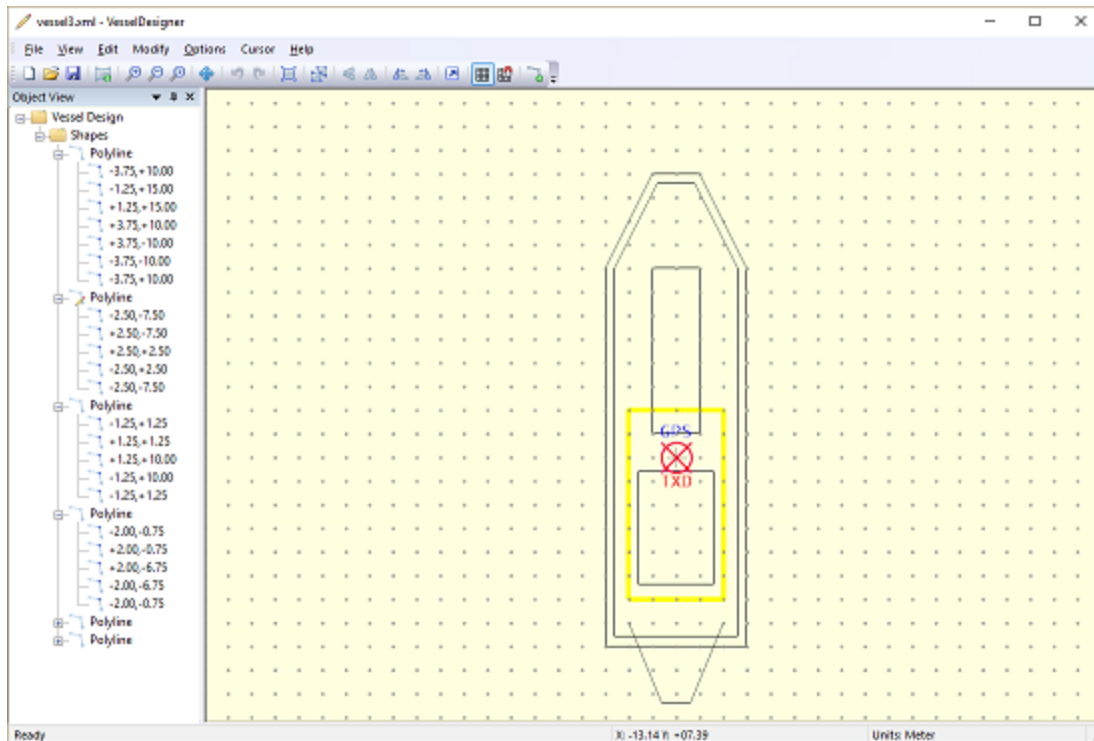 vessel3.xml - VesselDesigner
File View Edit Modify Options Cursor Help
Object View
Vessel Design
Shapes
Polyline
-3.75,+10.00
-1.25,+15.00
+1.25,+15.00
+3.75,+10.00
+3.75,-10.00
-3.75,-10.00
-3.75,+10.00
Polyline
-2.50,-7.50
+2.50,-7.50
+2.50,+2.50
-2.50,+2.50
-2.50,-7.50
Polyline
-1.25,+1.25
+1.25,+1.25
+1.25,+10.00
-1.25,+10.00
-1.25,+1.25
Polyline
-2.00,-0.75
+2.00,-0.75
+2.00,-6.75
-2.00,-6.75
-2.00,-0.75
Polyline
Polyline
GPS
TXD
Ready
X: -13.14 Y: +07.39
Units: Meter